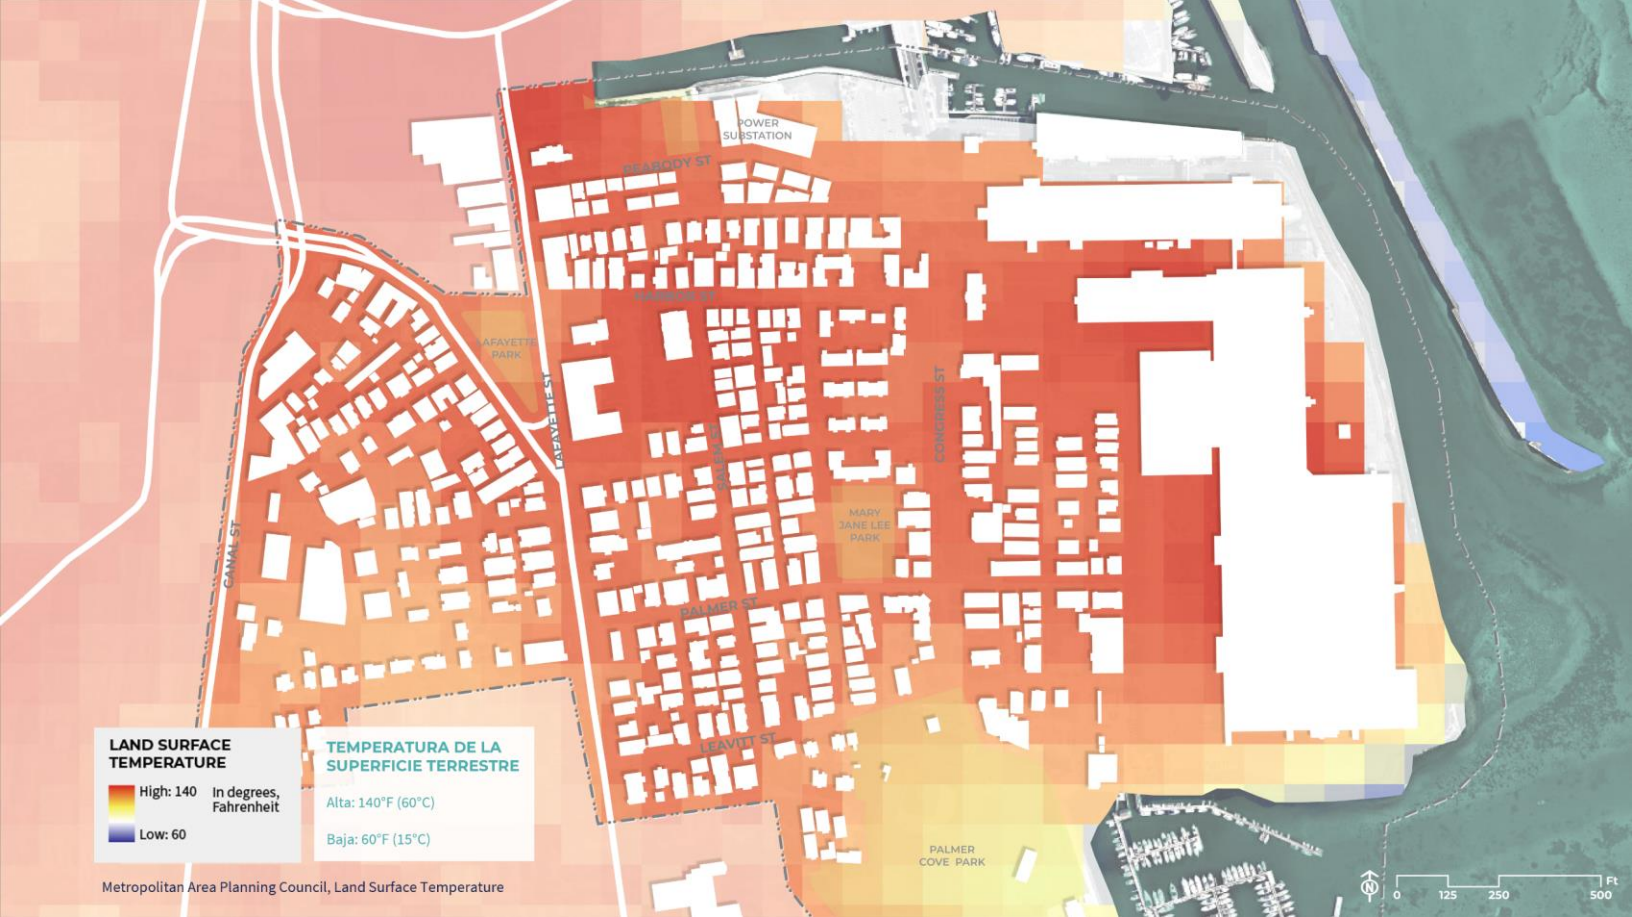 POWER
SUBSTATION
PEABODY ST
HARBOR ST
LAFAYETTE
PARK
LAFAYETTE ST
SALEM ST
CONGRESS ST
MARY
JANE LEE
PARK
CANAL ST
PALMER ST
LEAVITT ST
PALMER
COVE PARK
LAND SURFACE
TEMPERATURE
High: 140
In degrees,
Fahrenheit
Low: 60
TEMPERATURA DE LA
SUPERFICIE TERRESTRE
Alta: 140°F (60°C)
Baja: 60°F (15°C)
Metropolitan Area Planning Council, Land Surface Temperature
N
0 125 250 500
Ft